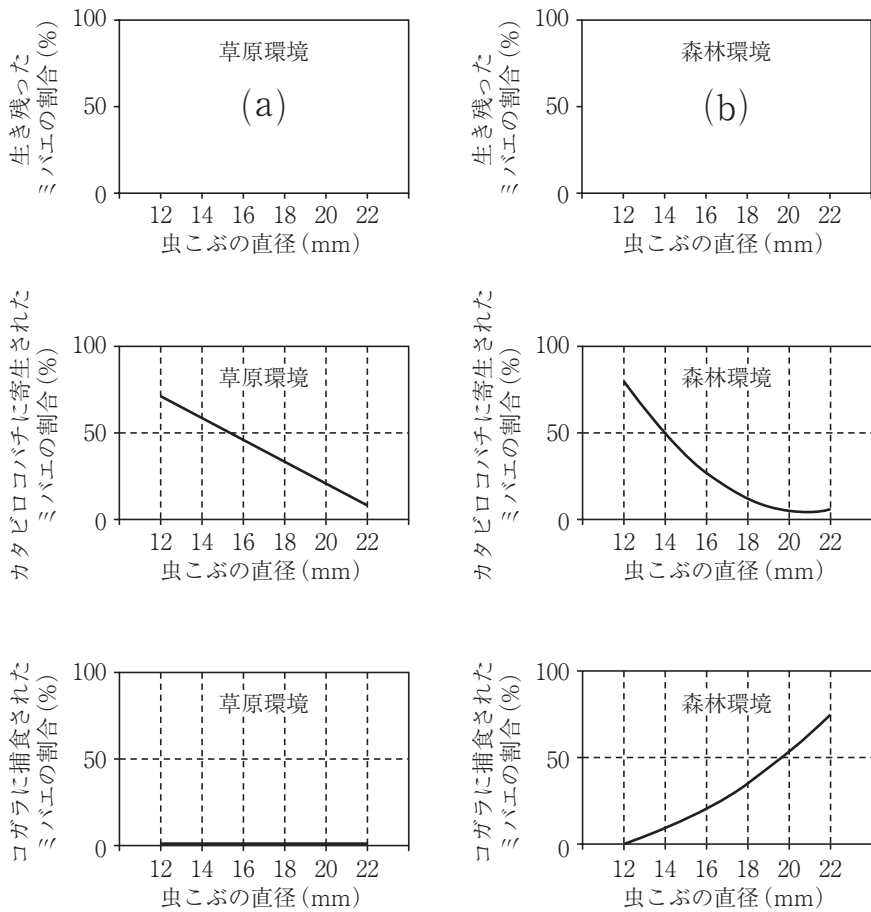 生き残った
ミバエの割合(%)
100
50
0
草原環境
(a)
12 14 16 18 20 22
虫こぶの直径(mm)
生き残った
ミバエの割合(%)
100
50
0
森林環境
(b)
12 14 16 18 20 22
虫こぶの直径(mm)
カタビロコバチに寄生された
ミバエの割合(%)
100
50
0
草原環境
12 14 16 18 20 22
虫こぶの直径(mm)
カタビロコバチに寄生された
ミバエの割合(%)
100
50
0
森林環境
12 14 16 18 20 22
虫こぶの直径(mm)
コガラに捕食された
ミバエの割合(%)
100
50
0
草原環境
12 14 16 18 20 22
虫こぶの直径(mm)
コガラに捕食された
ミバエの割合(%)
100
50
0
森林環境
12 14 16 18 20 22
虫こぶの直径(mm)